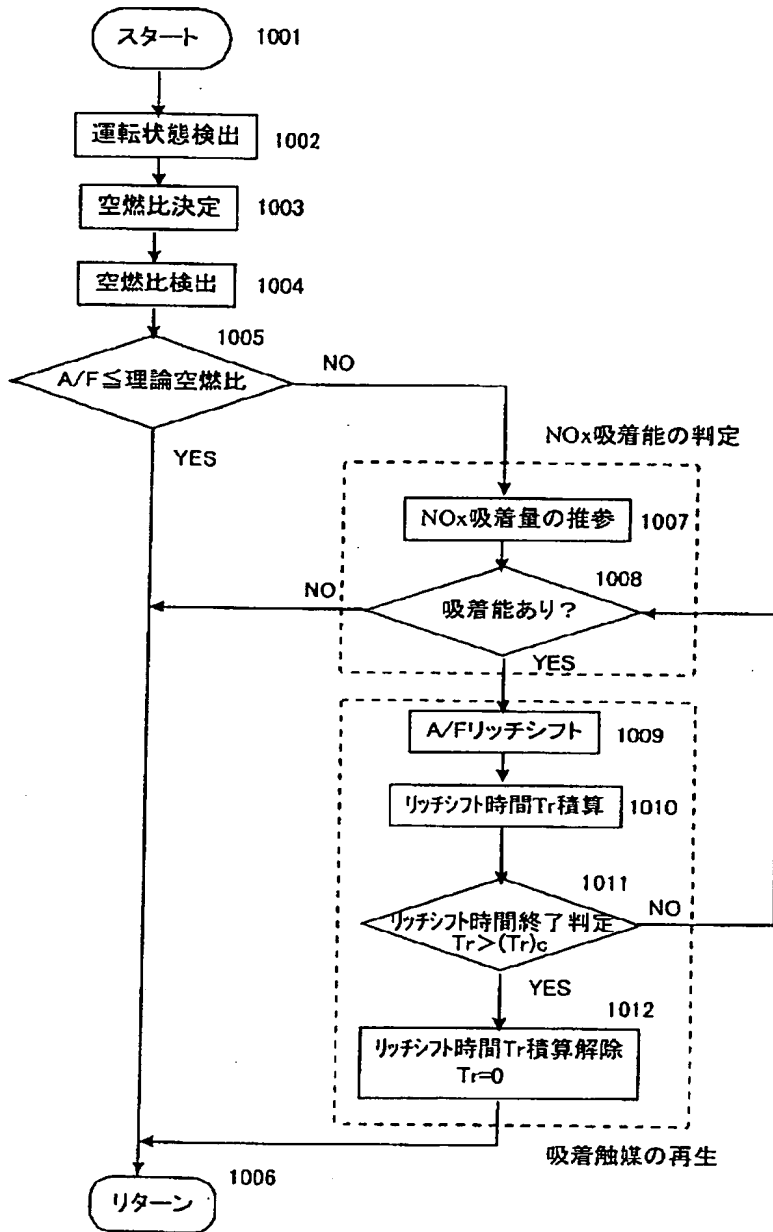 スタート
1001
運転状態検出
1002
空燃比決定
1003
空燃比検出
1004
1005
A/F≦理論空燃比
NO
YES
NOx吸着能の判定
NOx吸着量の推参
1007
1008
吸着能あり?
NO
YES
A/Fリッチシフト
1009
リッチシフト時間Tr積算
1010
1011
リッチシフト時間終了判定
Tr>(Tr)c
NO
YES
1012
リッチシフト時間Tr積算解除
Tr=0
吸着触媒の再生
1006
リターン